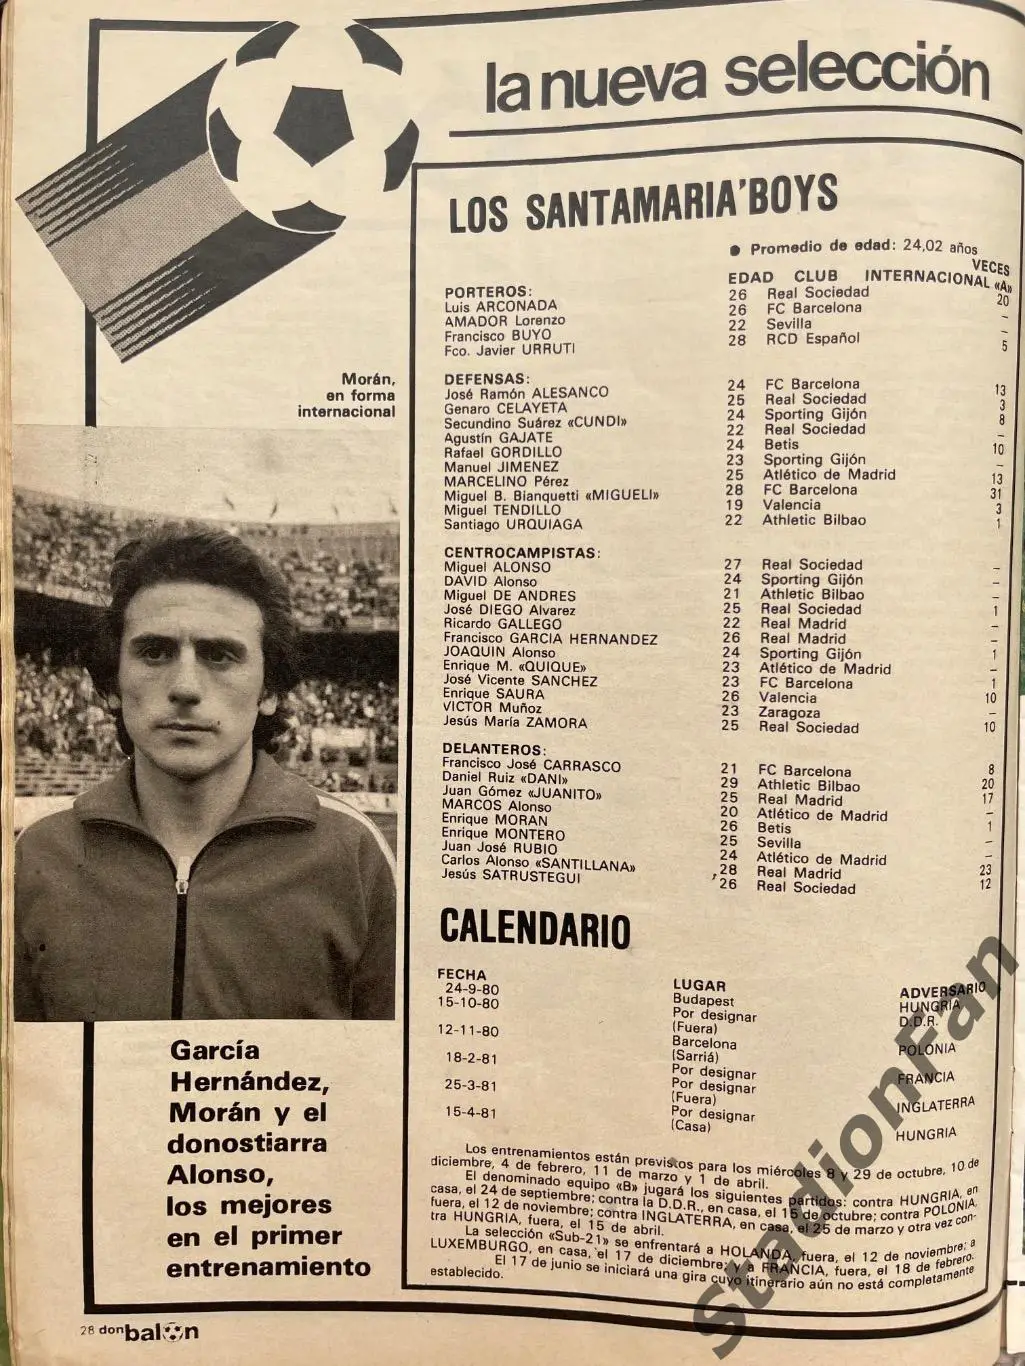 la nueva selección
LOS SANTAMARIA'BOYS
● Promedio de edad: 24,02 años
EDAD CLUB VECES INTERNACIONAL «A»
PORTEROS:
Luis ARCONADA 26 Real Sociedad 20
AMADOR Lorenzo 26 FC Barcelona –
Francisco BUYO 22 Sevilla –
Fco. Javier URRUTI 28 RCD Español 5
DEFENSAS:
José Ramón ALESANCO 24 FC Barcelona 13
Genaro CELAYETA 25 Real Sociedad 3
Secundino Suárez «CUNDI» 24 Sporting Gijón 8
Agustín GAJATE 22 Real Sociedad –
Rafael GORDILLO 24 Betis 10
Manuel JIMENEZ 23 Sporting Gijón –
MARCELINO Pérez 25 Atlético de Madrid 13
Miguel B. Bianquetti «MIGUELI» 28 FC Barcelona 31
Miguel TENDILLO 19 Valencia 3
Santiago URQUIAGA 22 Athletic Bilbao 1
CENTROCAMPISTAS:
Miguel ALONSO 27 Real Sociedad –
DAVID Alonso 24 Sporting Gijón –
Miguel DE ANDRES 21 Athletic Bilbao –
José DIEGO Alvarez 25 Real Sociedad 1
Ricardo GALLEGO 22 Real Madrid –
Francisco GARCIA HERNANDEZ 26 Real Madrid –
JOAQUIN Alonso 24 Sporting Gijón 1
Enrique M. «QUIQUE» 23 Atlético de Madrid –
José Vicente SANCHEZ 23 FC Barcelona 1
Enrique SAURA 26 Valencia 10
VICTOR Muñoz 23 Zaragoza –
Jesús María ZAMORA 25 Real Sociedad 10
DELANTEROS:
Francisco José CARRASCO 21 FC Barcelona 8
Daniel Ruiz «DANI» 29 Athletic Bilbao 20
Juan Gómez «JUANITO» 25 Real Madrid 17
MARCOS Alonso 20 Atlético de Madrid –
Enrique MORAN 26 Betis 1
Enrique MONTERO 25 Sevilla –
Juan José RUBIO 24 Atlético de Madrid –
Carlos Alonso «SANTILLANA» 28 Real Madrid 23
Jesús SATRUSTEGUI 26 Real Sociedad 12
CALENDARIO
FECHA LUGAR ADVERSARIO
24-9-80 Budapest HUNGRIA
15-10-80 Por designar D.D.R.
(Fuera)
12-11-80 Barcelona POLONIA
(Sarriá)
18-2-81 Por designar FRANCIA
25-3-81 Por designar INGLATERRA
(Fuera)
15-4-81 Por designar HUNGRIA
(Casa)
Los entrenamientos están previstos para los miércoles 8 y 29 de octubre, 10 de
diciembre, 4 de febrero, 11 de marzo y 1 de abril.
El denominado equipo «B» jugará los siguientes partidos: contra HUNGRIA, en
casa, el 24 de septiembre; contra la D.D.R., en casa, el 15 de octubre; contra POLONIA,
fuera, el 12 de noviembre; contra INGLATERRA, en casa, el 25 de marzo y otra vez con-
tra HUNGRIA, fuera, el 15 de abril.
La selección «Sub-21» se enfrentará a HOLANDA, fuera, el 12 de noviembre; a
LUXEMBURGO, en casa, el 17 de diciembre; y a FRANCIA, fuera, el 18 de febrero.
El 17 de junio se iniciará una gira cuyo itinerario aún no está completamente
establecido.
Morán,
en forma
internacional
García
Hernández,
Morán y el
donostiarra
Alonso,
los mejores
en el primer
entrenamiento
28 don balón
StadionFan